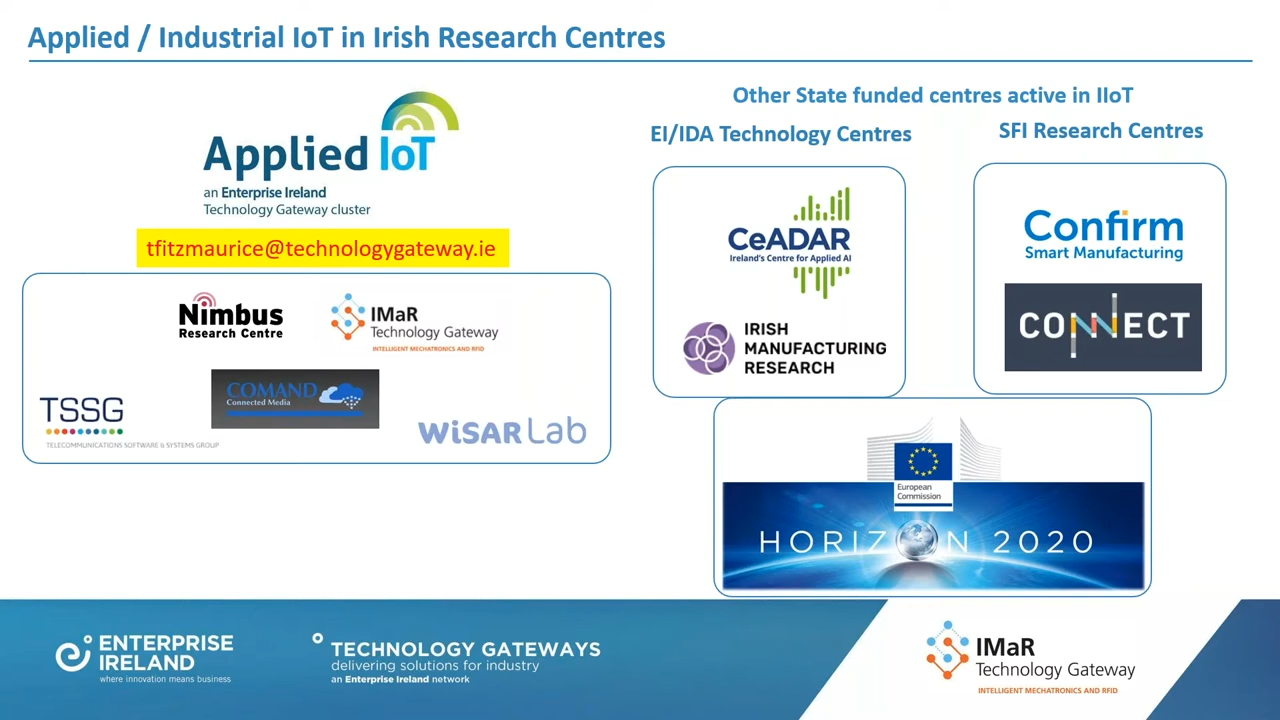 Applied / Industrial IoT in Irish Research Centres
Applied IoT
an Enterprise Ireland
Technology Gateway cluster
tfitzmaurice@technologygateway.ie
Nimbus
Research Centre
IMaR
Technology Gateway
INTELLIGENT MECHATRONICS AND RFID
COMAND
Connected Media
TSSG
TELECOMMUNICATIONS SOFTWARE & SYSTEMS GROUP
WiSAR Lab
Other State funded centres active in IIoT
EI/IDA Technology Centres
CeADAR
Ireland's Centre for Applied AI
IRISH
MANUFACTURING
RESEARCH
SFI Research Centres
Confirm
Smart Manufacturing
CONNECT
European
Commission
HORIZON 2020
ENTERPRISE
IRELAND
where innovation means business
TECHNOLOGY GATEWAYS
delivering solutions for industry
an Enterprise Ireland network
IMaR
Technology Gateway
INTELLIGENT MECHATRONICS AND RFID